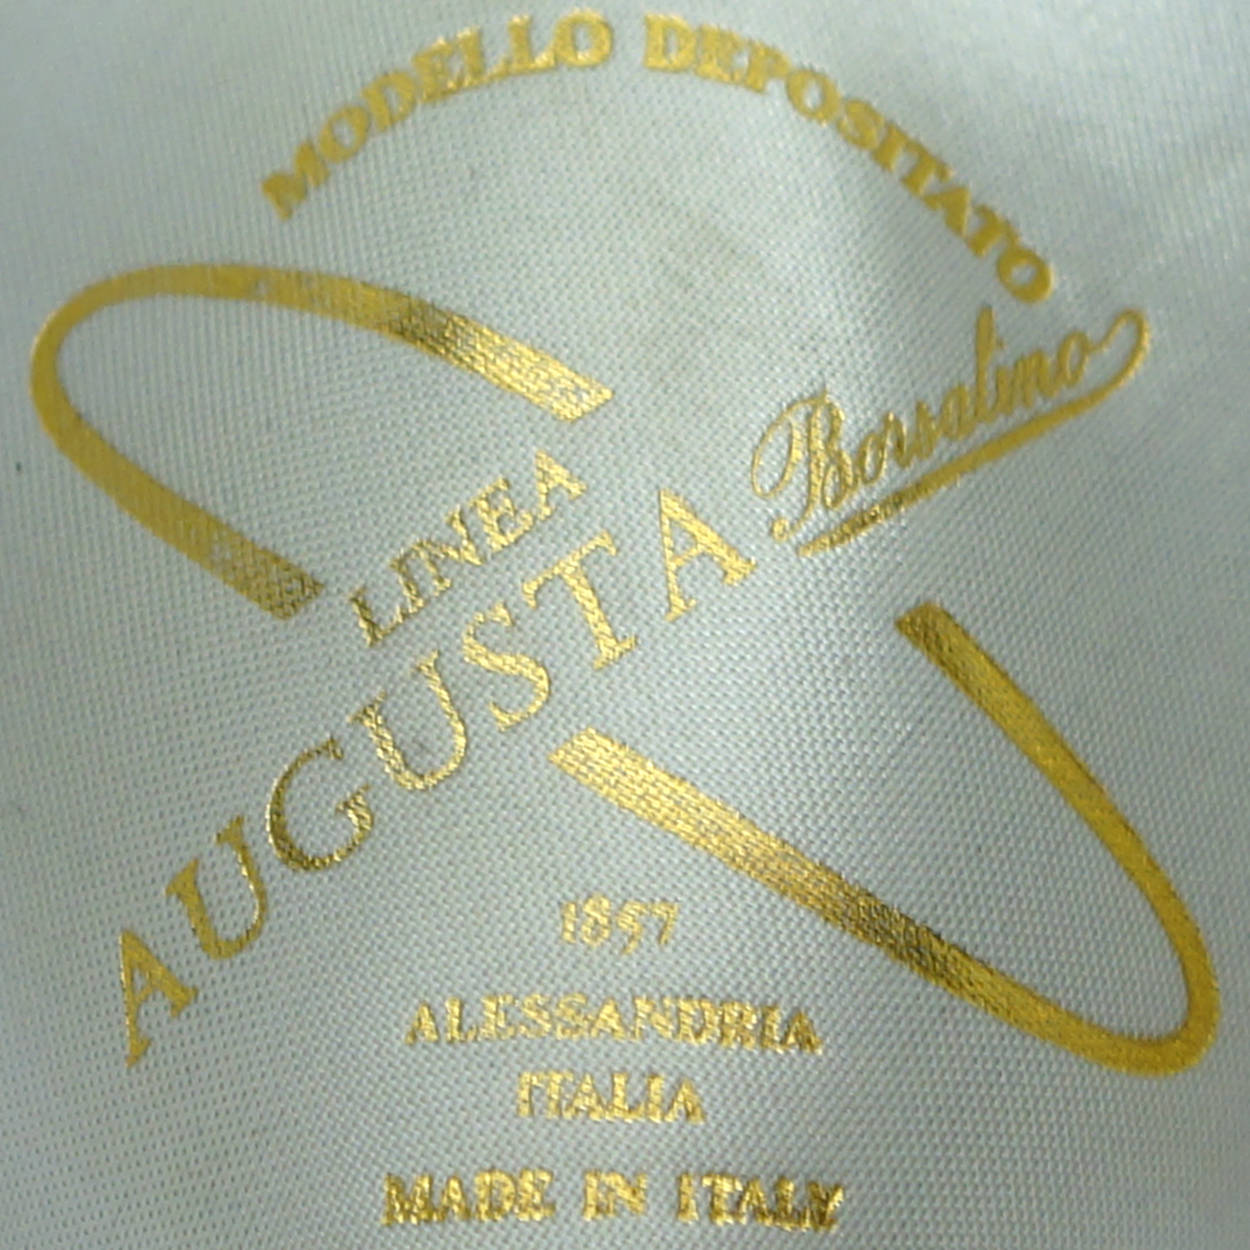 MODELLO DEPOSITATO
Borsalino
LINEA
AUGUSTA
1857
ALESSANDRIA
ITALIA
MADE IN ITALY